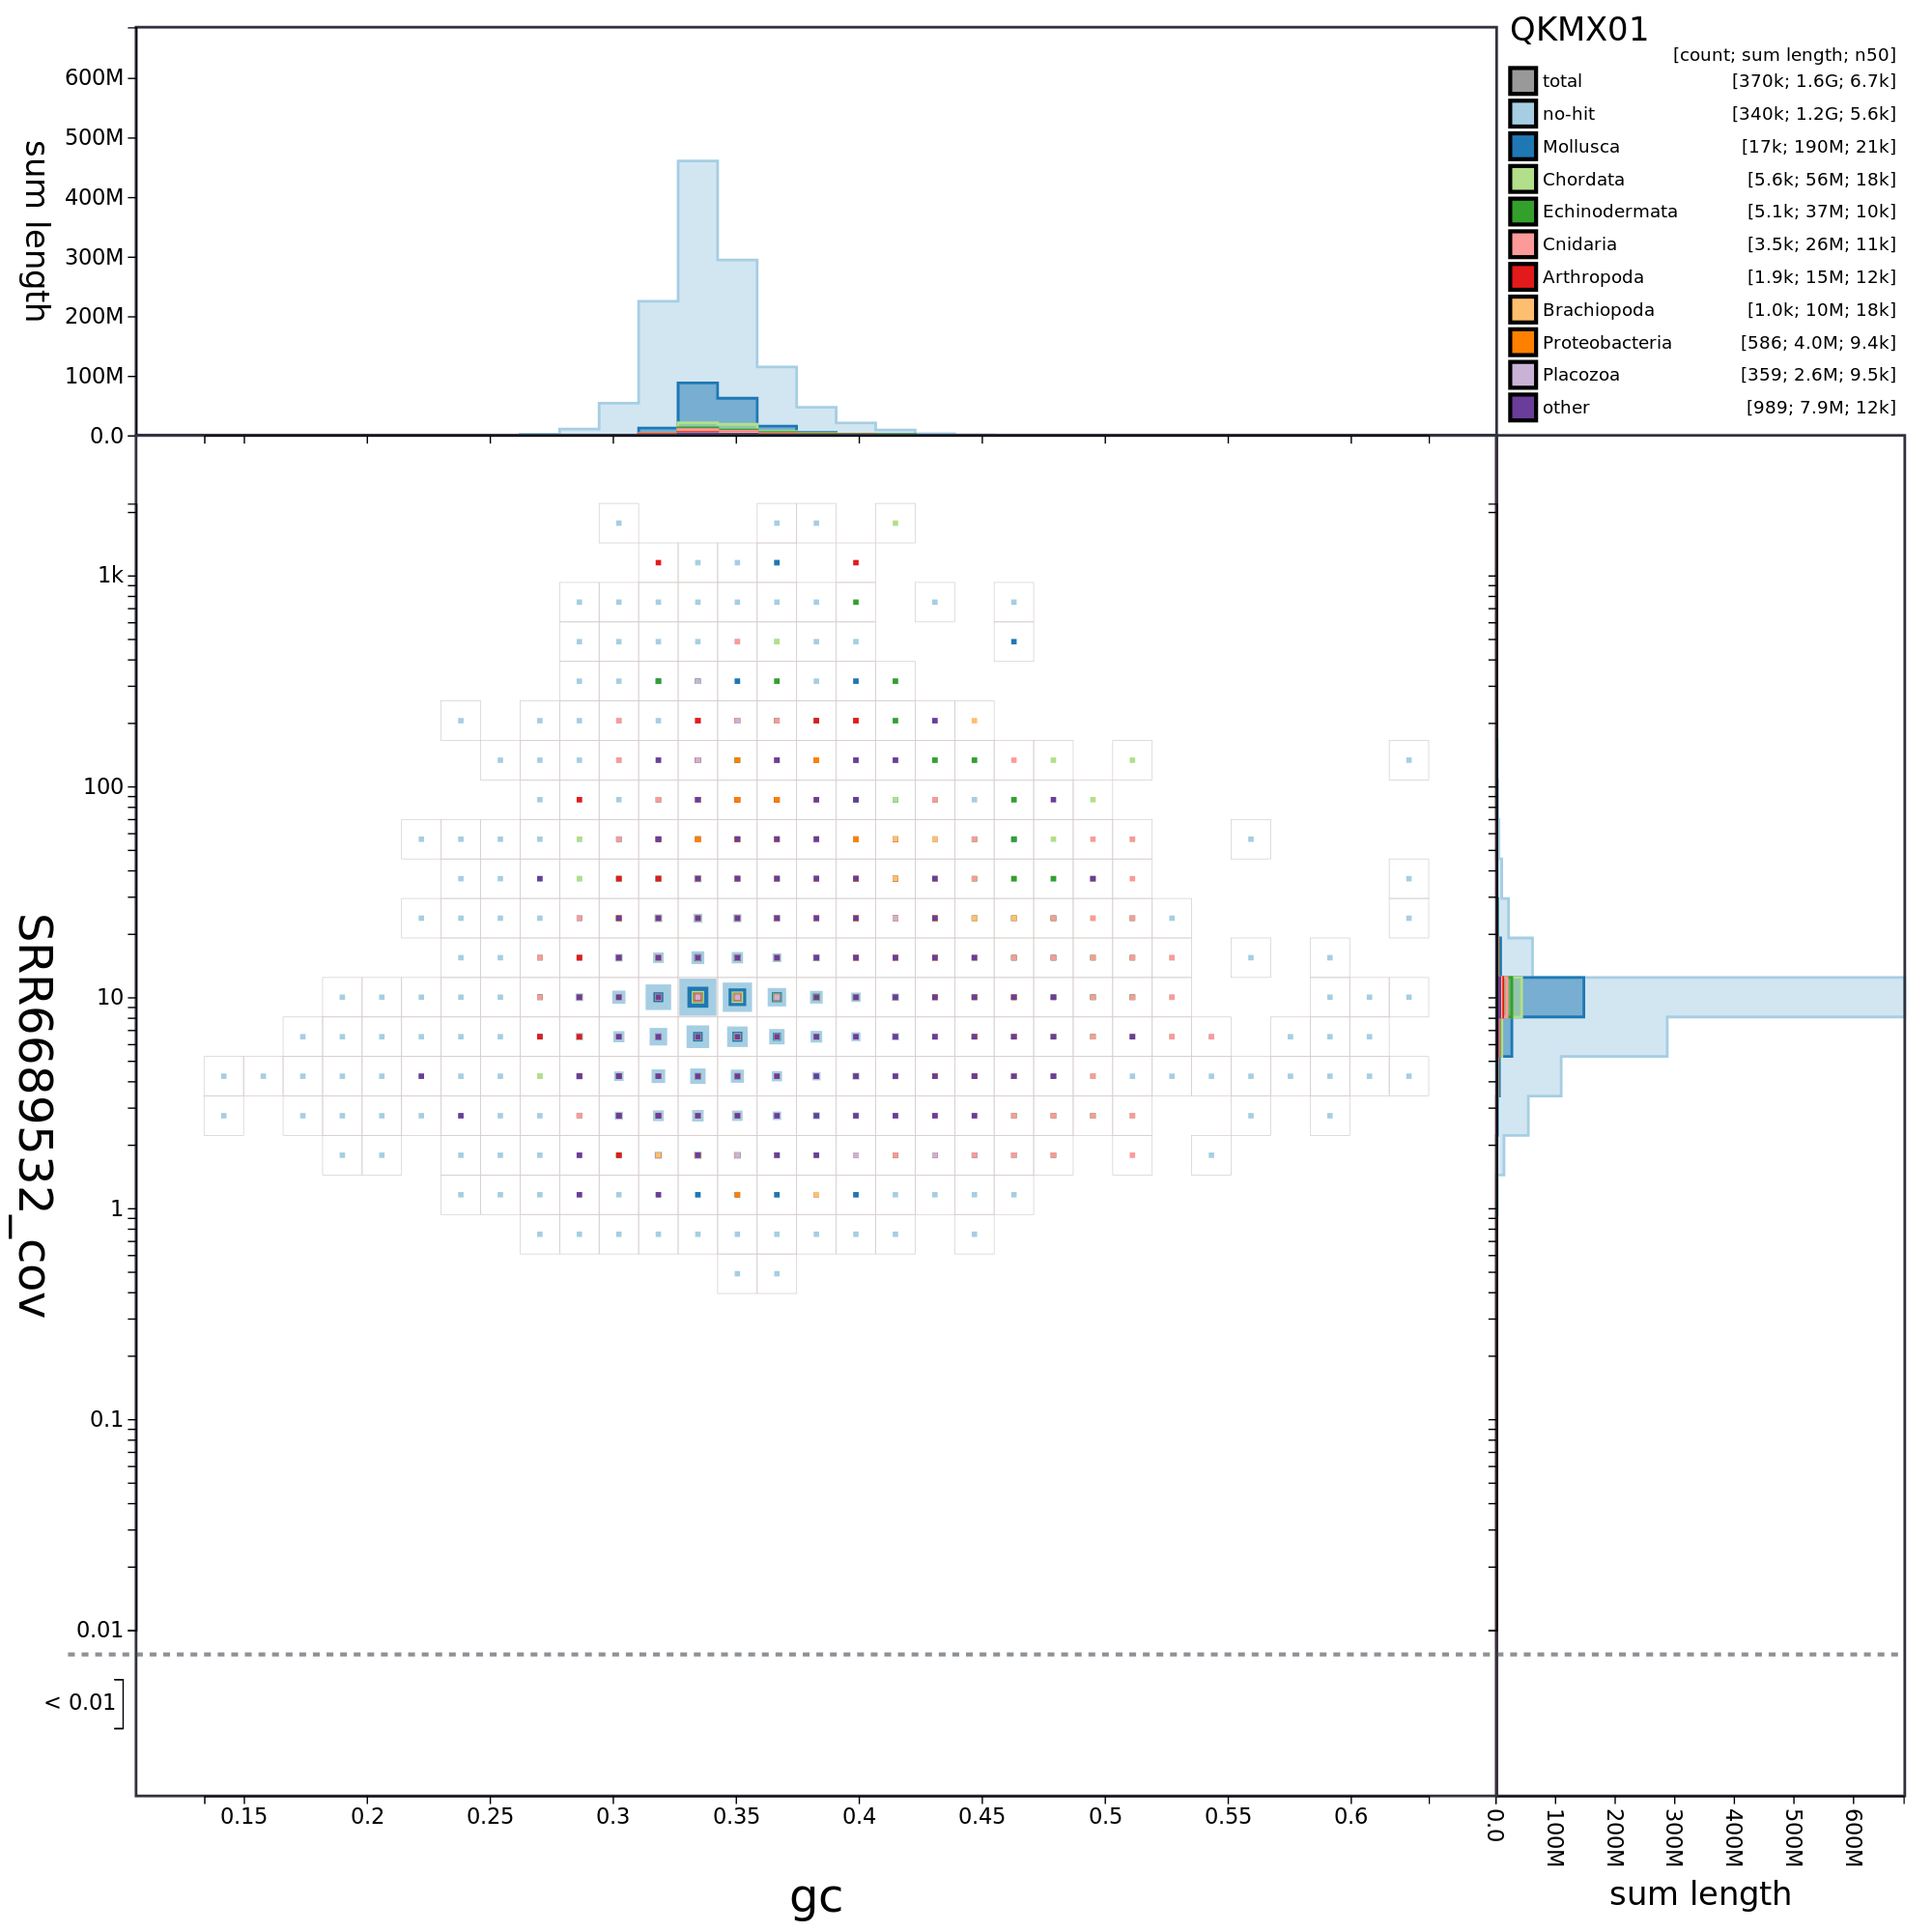 QKMX01
[count; sum length; n50]
total [370k; 1.6G; 6.7k]
no-hit [340k; 1.2G; 5.6k]
Mollusca [17k; 190M; 21k]
Chordata [5.6k; 56M; 18k]
Echinodermata [5.1k; 37M; 10k]
Cnidaria [3.5k; 26M; 11k]
Arthropoda [1.9k; 15M; 12k]
Brachiopoda [1.0k; 10M; 18k]
Proteobacteria [586; 4.0M; 9.4k]
Placozoa [359; 2.6M; 9.5k]
other [989; 7.9M; 12k]
sum length
600M
500M
400M
300M
200M
100M
0.0
SRR6689532_cov
1k
100
10
1
0.1
0.01
< 0.01
0.15 0.2 0.25 0.3 0.35 0.4 0.45 0.5 0.55 0.6
gc
0.0 100M 200M 300M 400M 500M 600M
sum length